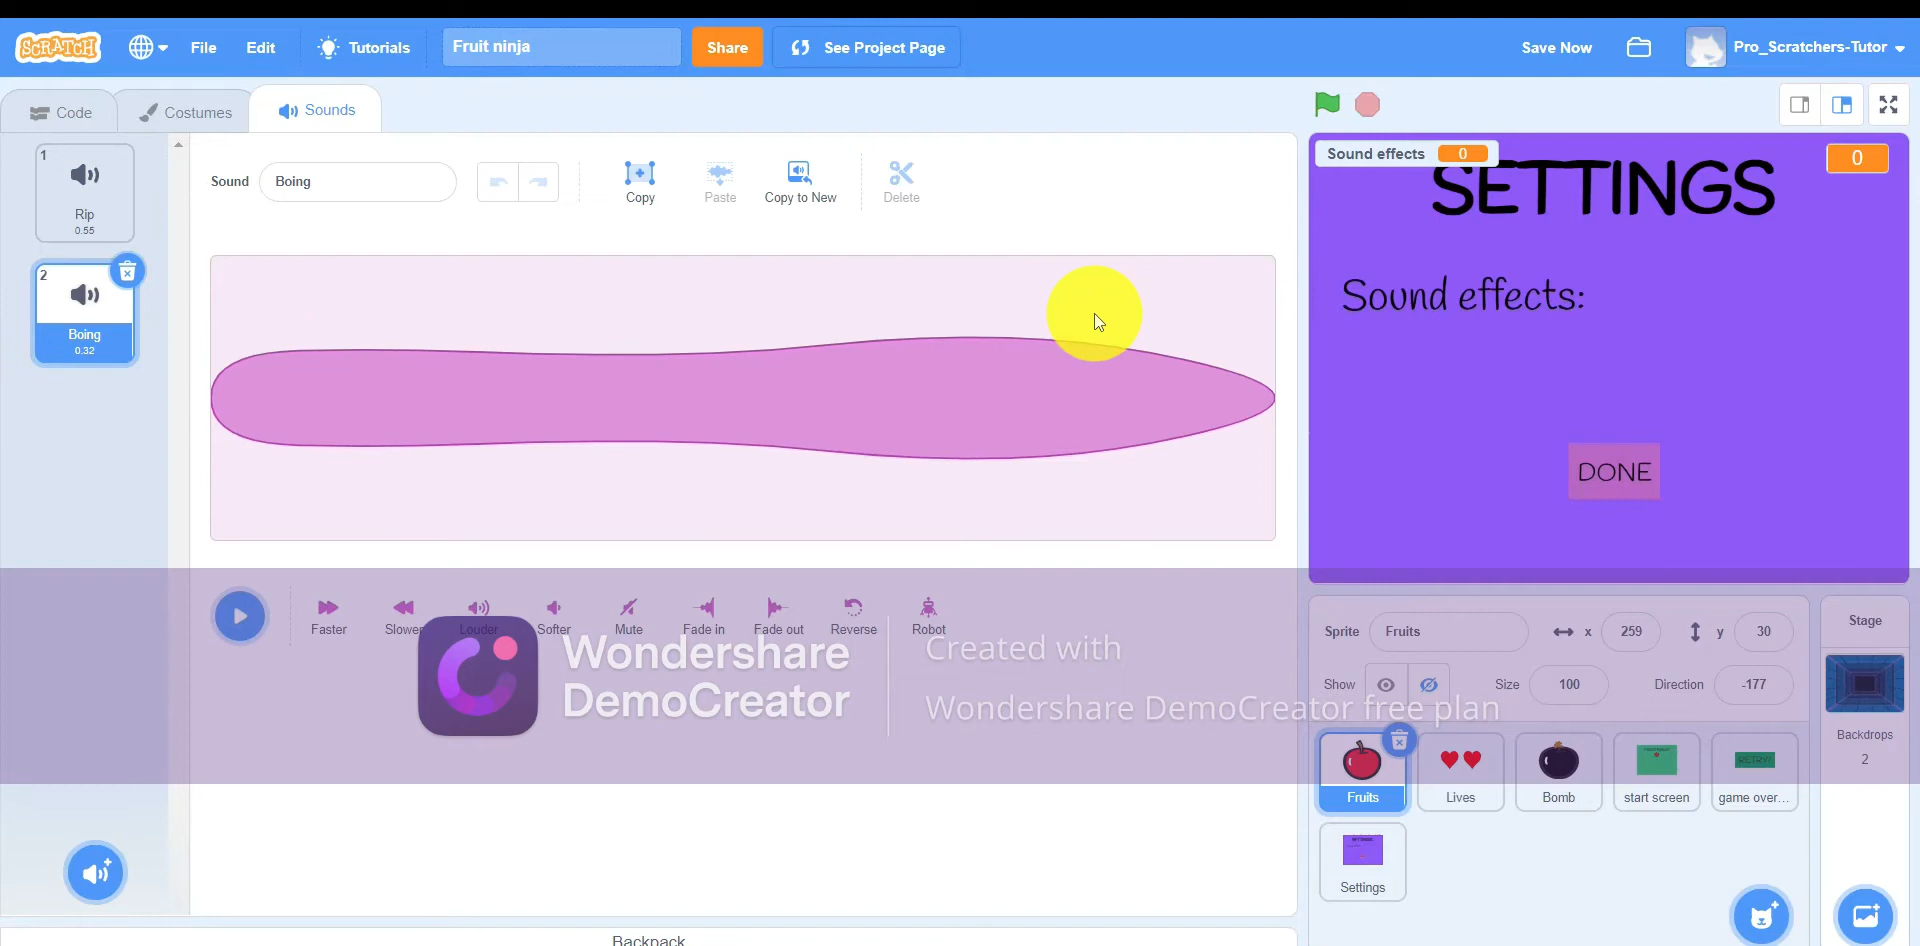 SCRATCH File Edit Tutorials Fruit ninja Share See Project Page Save Now Pro_Scratchers-Tutor
Code Costumes Sounds
1
Rip
0.55
2
Boing
0.32
Sound Boing Copy Paste Copy to New Delete
Faster Slower Louder Softer Mute Fade in Fade out Reverse Robot
Sound effects 0 0
SETTINGS
Sound effects:
DONE
Wondershare
DemoCreator
Created with
Wondershare DemoCreator free plan
Sprite Fruits x 259 y 30
Show Size 100 Direction -177
Fruits Lives Bomb start screen game over...
RETRY!
SETTINGS
Settings
Stage
Backdrops
2
Backpack